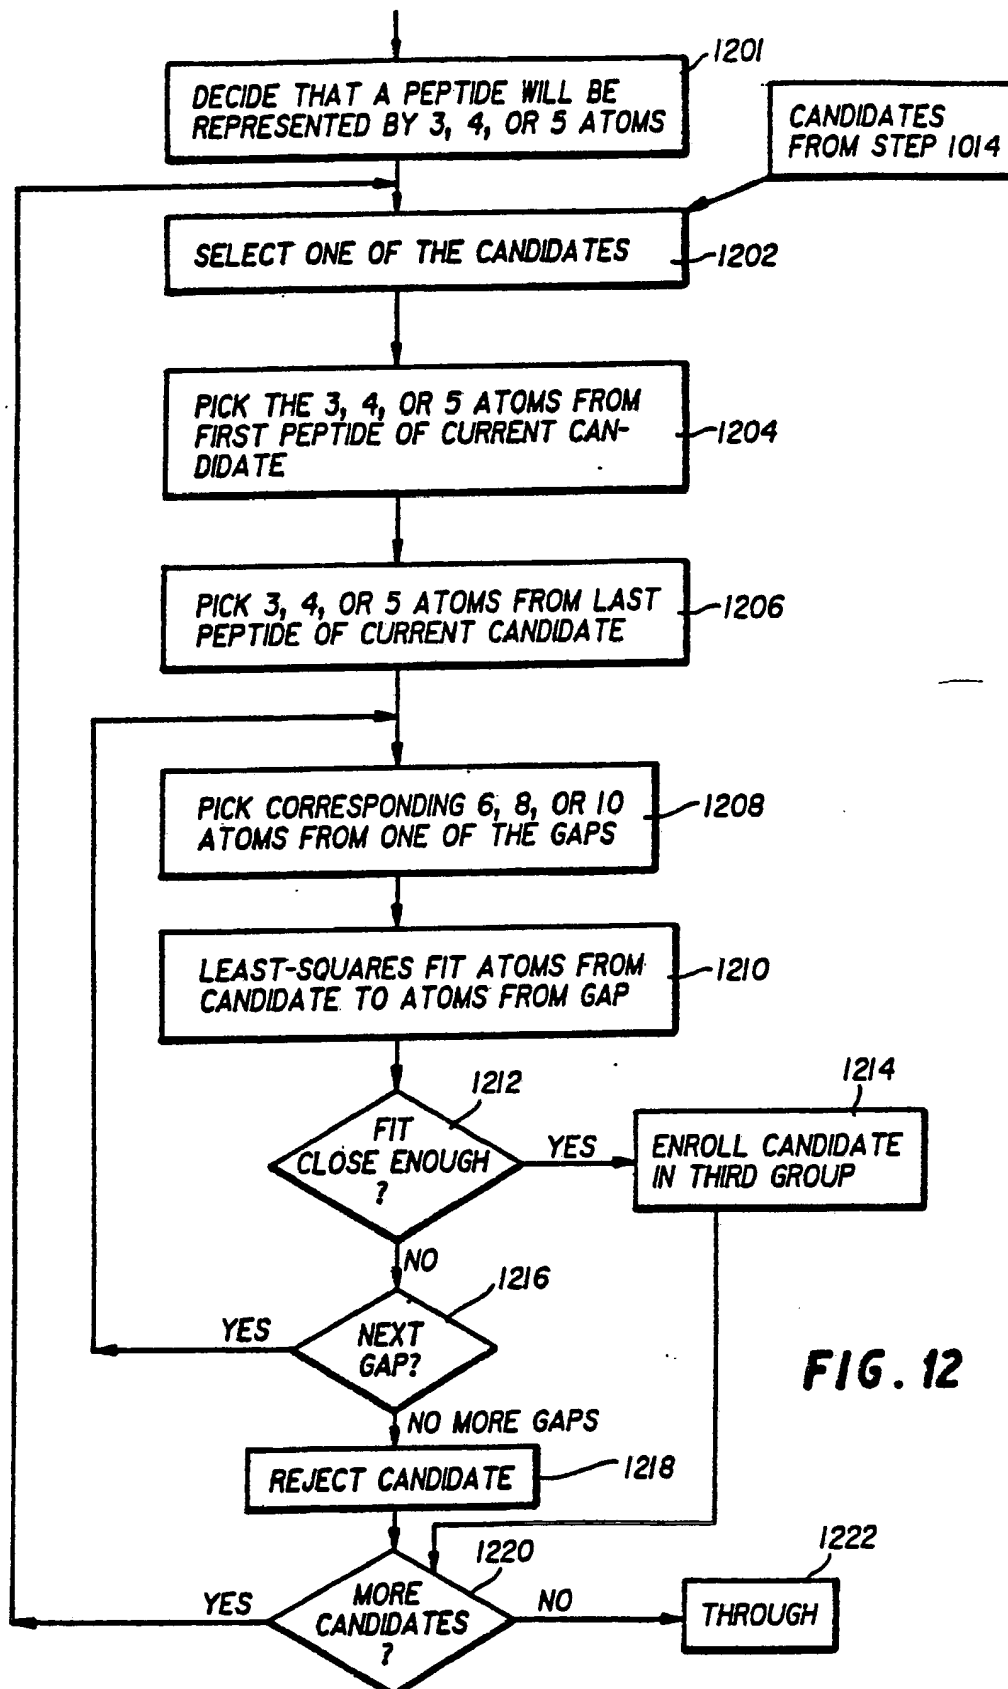 1201
DECIDE THAT A PEPTIDE WILL BE
REPRESENTED BY 3, 4, OR 5 ATOMS
CANDIDATES
FROM STEP 1014
SELECT ONE OF THE CANDIDATES
1202
PICK THE 3, 4, OR 5 ATOMS FROM
FIRST PEPTIDE OF CURRENT CAN-
DIDATE
1204
PICK 3, 4, OR 5 ATOMS FROM LAST
PEPTIDE OF CURRENT CANDIDATE
1206
PICK CORRESPONDING 6, 8, OR 10
ATOMS FROM ONE OF THE GAPS
1208
LEAST-SQUARES FIT ATOMS FROM
CANDIDATE TO ATOMS FROM GAP
1210
1212
FIT
CLOSE ENOUGH
?
YES
1214
ENROLL CANDIDATE
IN THIRD GROUP
NO
1216
NEXT
GAP?
YES
NO MORE GAPS
FIG. 12
REJECT CANDIDATE
1218
1220
MORE
CANDIDATES
?
YES
NO
1222
THROUGH